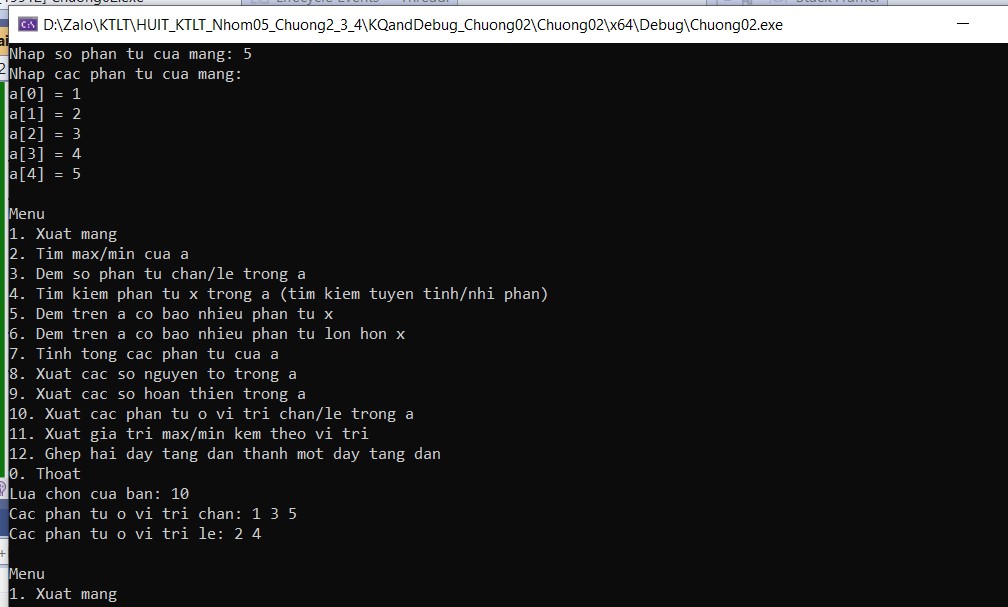 Chuong02.exe
Lifecycle Events
Thread:
Stack Frame:
D:\Zalo\KTLT\HUIT_KTLT_Nhom05_Chuong2_3_4\KQandDebug_Chuong02\Chuong02\x64\Debug\Chuong02.exe
Nhap so phan tu cua mang: 5
Nhap cac phan tu cua mang:
a[0] = 1
a[1] = 2
a[2] = 3
a[3] = 4
a[4] = 5
Menu
1. Xuat mang
2. Tim max/min cua a
3. Dem so phan tu chan/le trong a
4. Tim kiem phan tu x trong a (tim kiem tuyen tinh/nhi phan)
5. Dem tren a co bao nhieu phan tu x
6. Dem tren a co bao nhieu phan tu lon hon x
7. Tinh tong cac phan tu cua a
8. Xuat cac so nguyen to trong a
9. Xuat cac so hoan thien trong a
10. Xuat cac phan tu o vi tri chan/le trong a
11. Xuat gia tri max/min kem theo vi tri
12. Ghep hai day tang dan thanh mot day tang dan
0. Thoat
Lua chon cua ban: 10
Cac phan tu o vi tri chan: 1 3 5
Cac phan tu o vi tri le: 2 4
Menu
1. Xuat mang